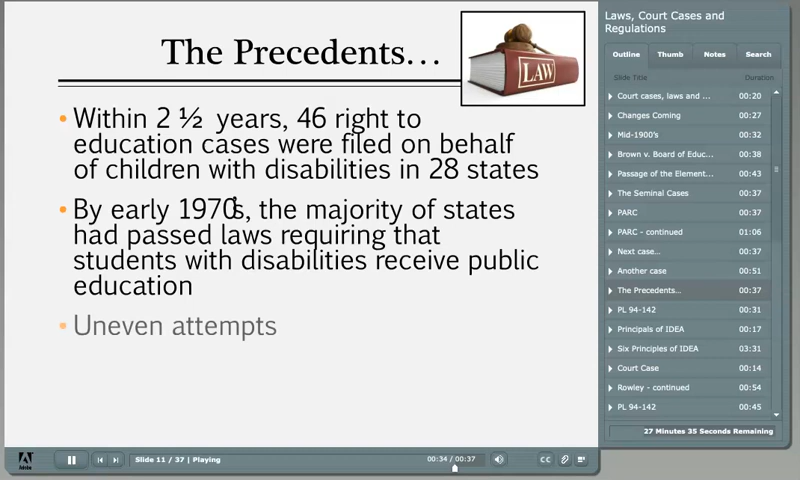 The Precedents...
LAW
• Within 2 ½ years, 46 right to
education cases were filed on behalf
of children with disabilities in 28 states
• By early 1970's, the majority of states
had passed laws requiring that
students with disabilities receive public
education
• Uneven attempts
Laws, Court Cases and
Regulations
Outline Thumb Notes Search
Slide Title Duration
Court cases, laws and ... 00:20
Changes Coming 00:27
Mid-1900's 00:32
Brown v. Board of Educ... 00:38
Passage of the Element... 00:43
The Seminal Cases 00:37
PARC 00:37
PARC - continued 01:06
Next case... 00:37
Another case 00:51
The Precedents... 00:37
PL 94-142 00:31
Principals of IDEA 00:17
Six Principles of IDEA 03:31
Court Case 00:14
Rowley - continued 00:54
PL 94-142 00:45
27 Minutes 35 Seconds Remaining
Adobe
Slide 11 / 37 | Playing
00:34 / 00:37
CC